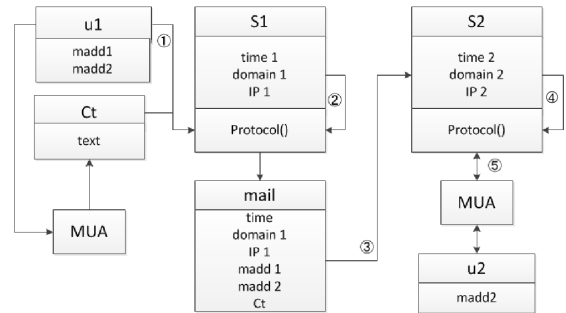 u1
madd1
madd2
①
Ct
text
MUA
S1
time 1
domain 1
IP 1
②
Protocol()
mail
time
domain 1
IP 1
madd 1
madd 2
Ct
③
S2
time 2
domain 2
IP 2
④
Protocol()
⑤
MUA
u2
madd2